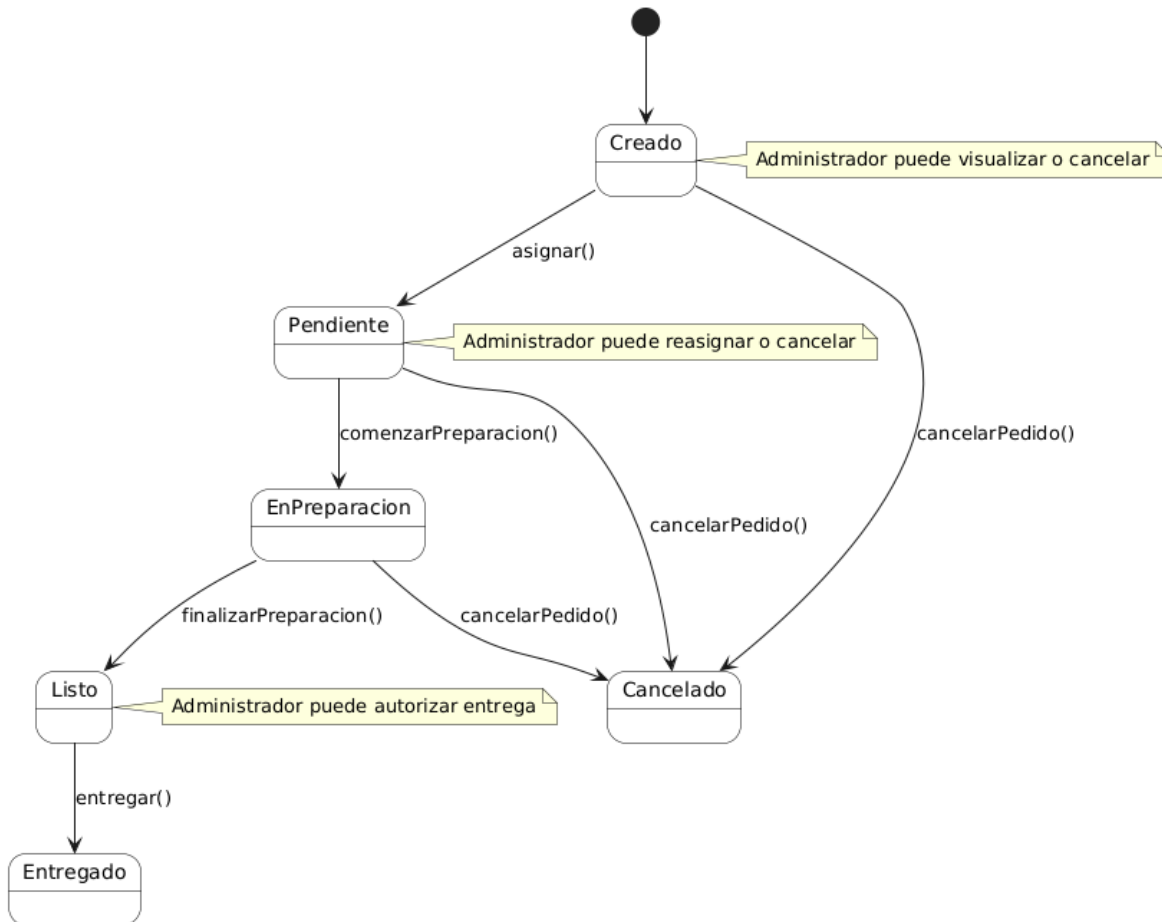 Creado
Administrador puede visualizar o cancelar
asignar()
Pendiente
Administrador puede reasignar o cancelar
comenzarPreparacion()
cancelarPedido()
EnPreparacion
cancelarPedido()
finalizarPreparacion()
cancelarPedido()
Listo
Administrador puede autorizar entrega
Cancelado
entregar()
Entregado